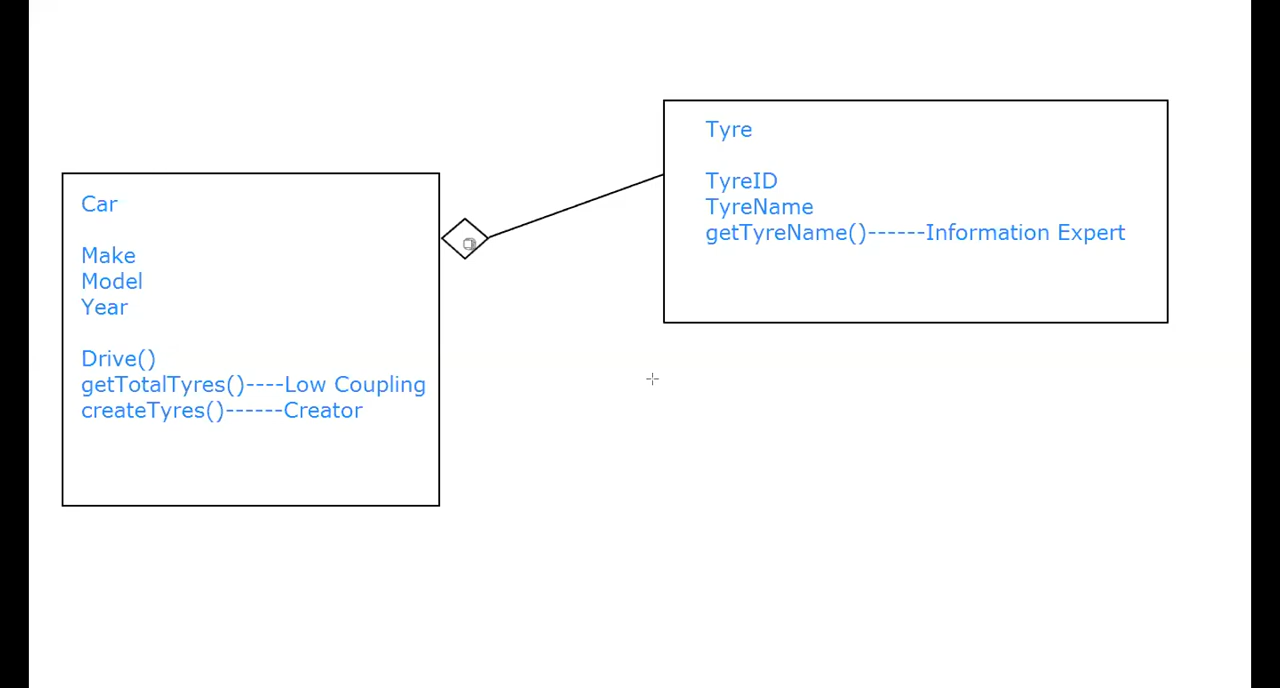 Car
Make
Model
Year
Drive()
getTotalTyres()----Low Coupling
createTyres()------Creator
Tyre
TyreID
TyreName
getTyreName()------Information Expert